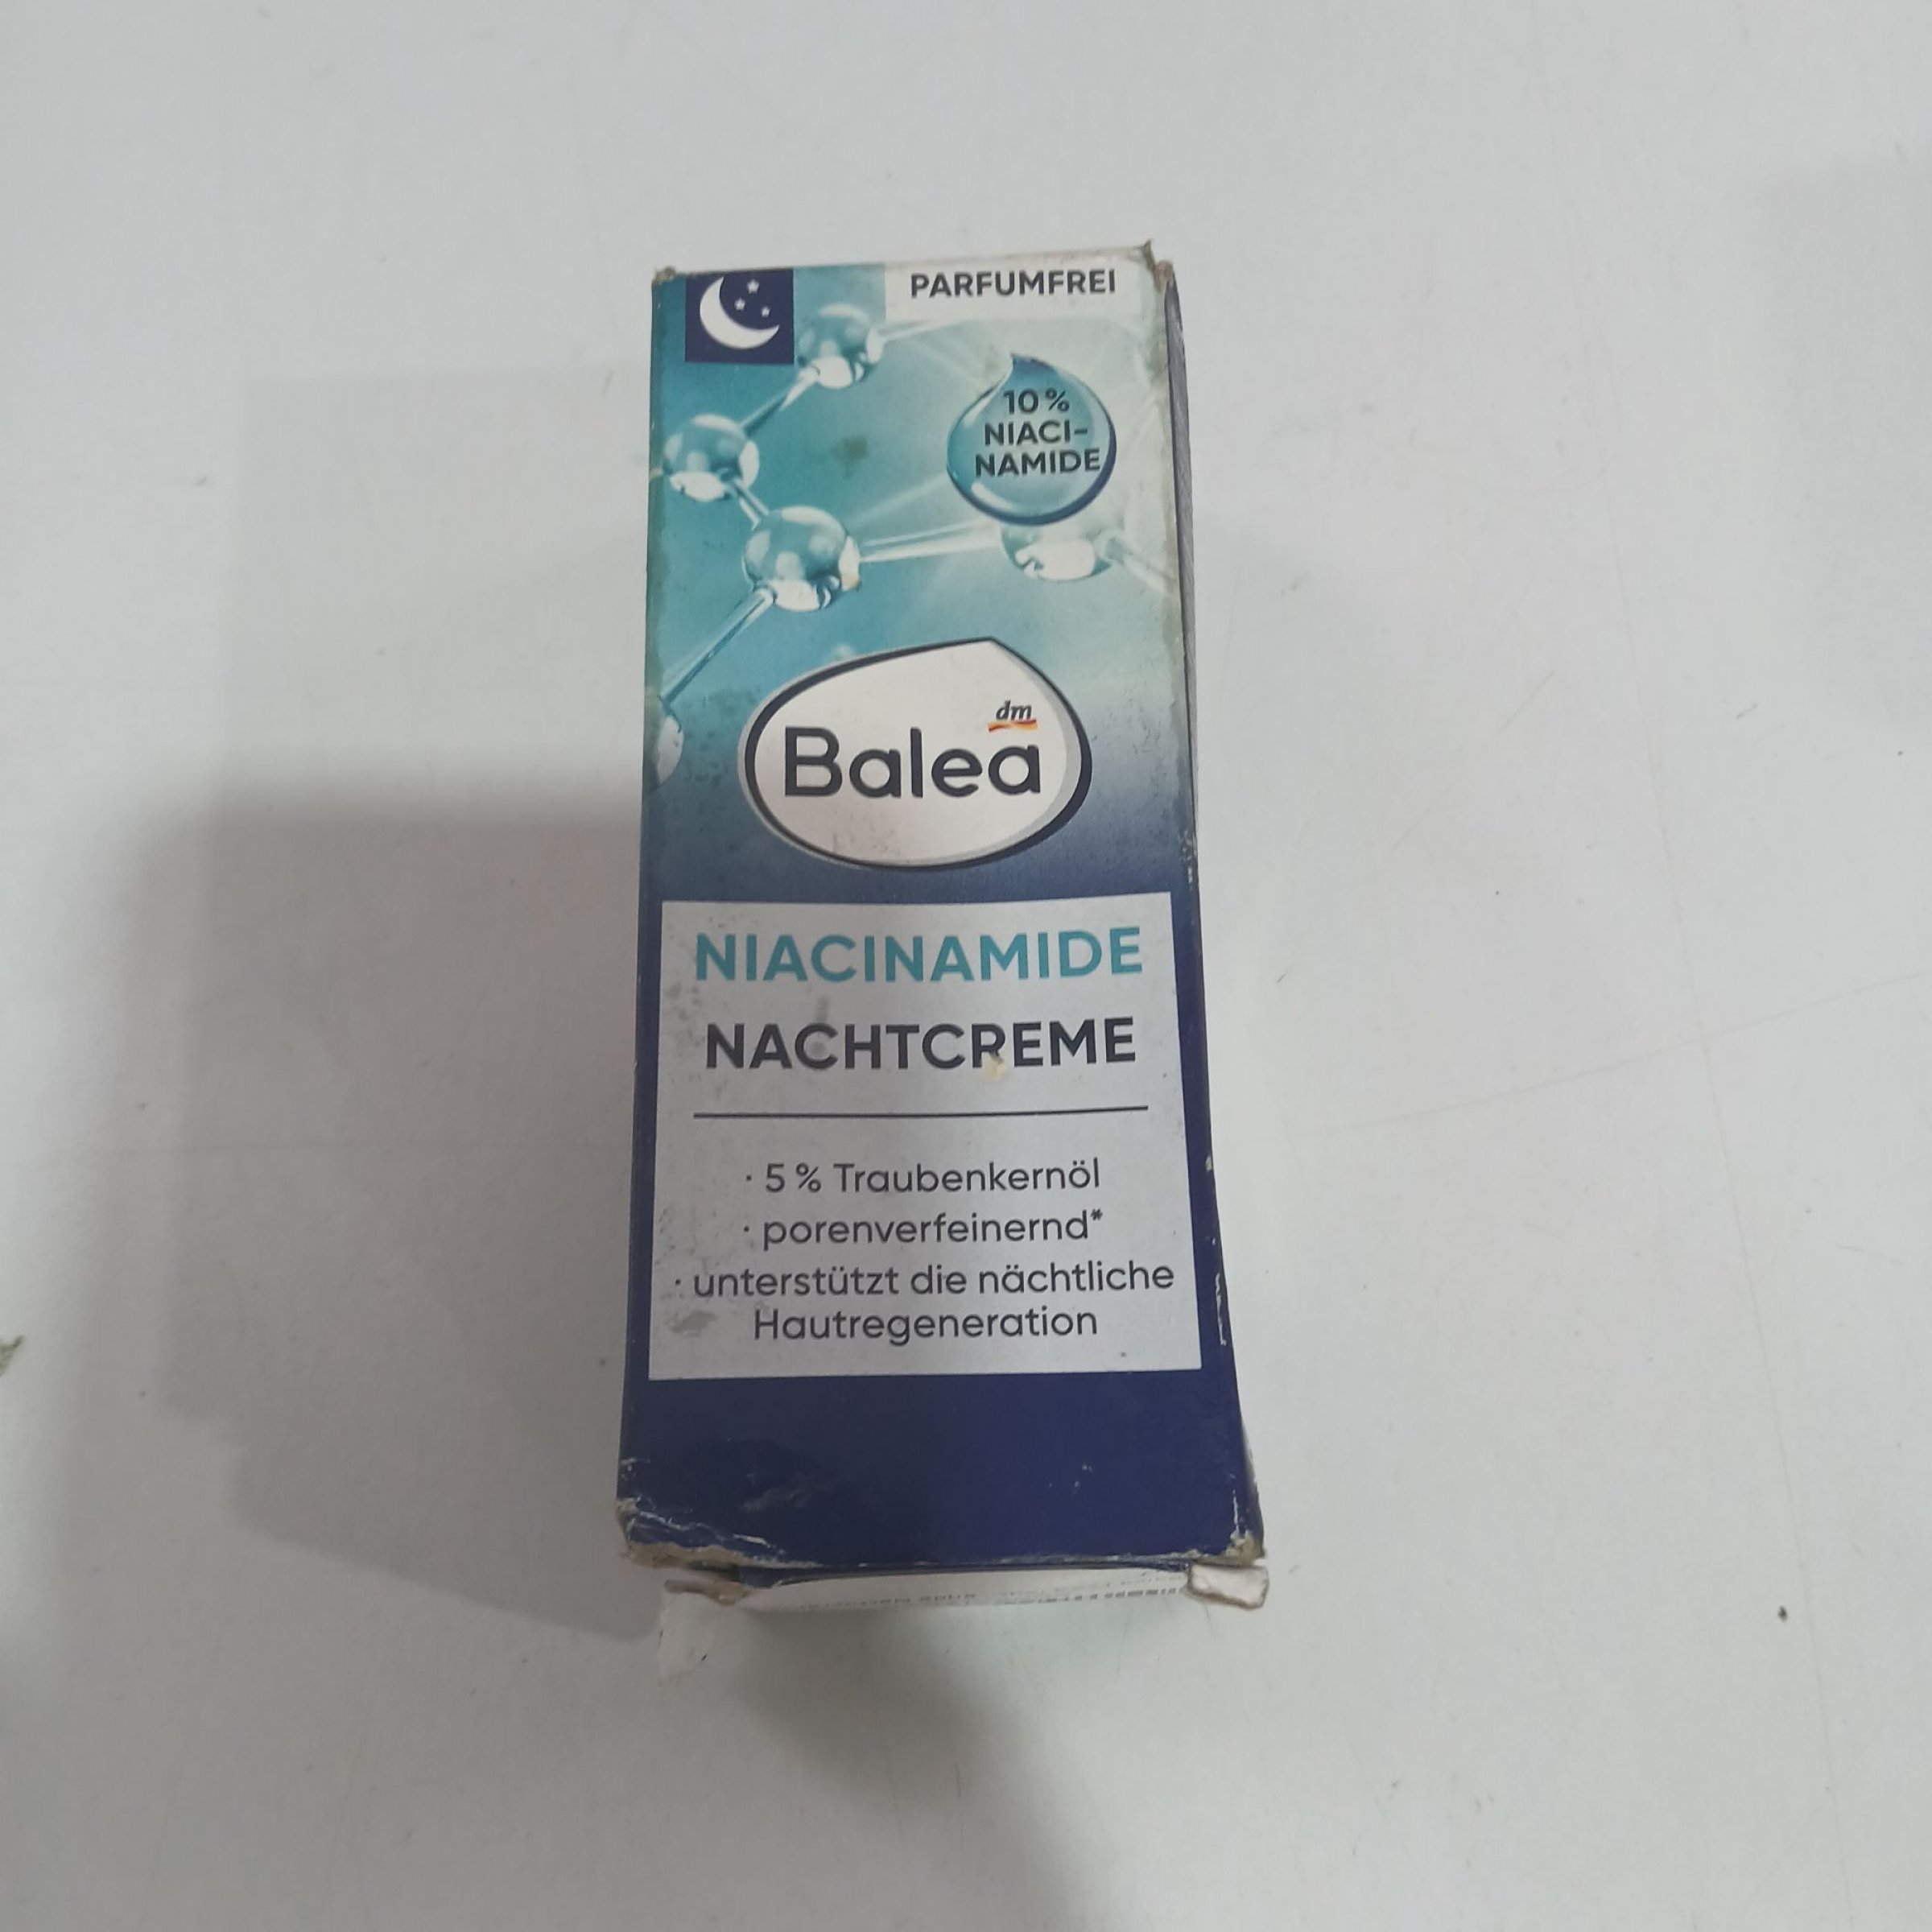 PARFUMFREI
10 %
NIACI-
NAMIDE
dm
Balea
NIACINAMIDE
NACHTCREME
· 5 % Traubenkernöl
· porenverfeinernd*
· unterstützt die nächtliche
Hautregeneration